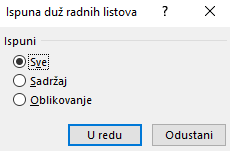 Ispuna duž radnih listova ? ×
Ispuni
Sve
Sadržaj
Oblikovanje
U redu Odustani